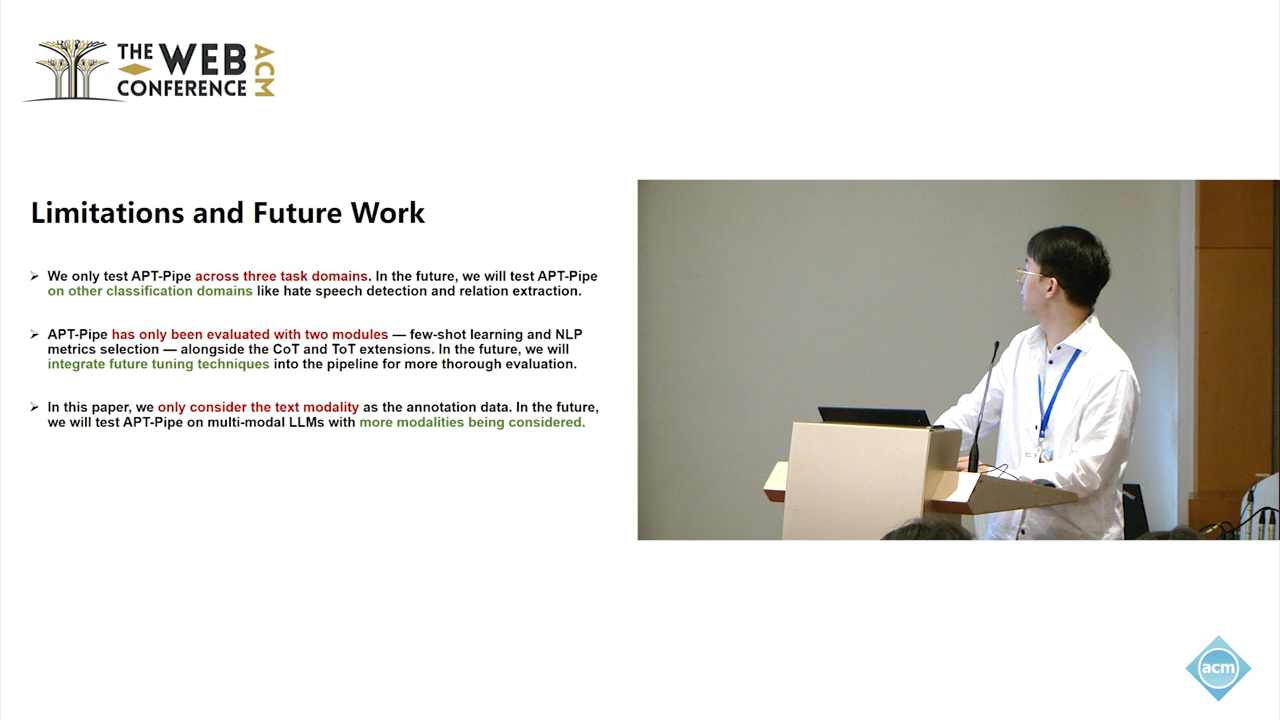 THE WEB
CONFERENCE
ACM
Limitations and Future Work
We only test APT-Pipe across three task domains. In the future, we will test APT-Pipe
on other classification domains like hate speech detection and relation extraction.
APT-Pipe has only been evaluated with two modules — few-shot learning and NLP
metrics selection — alongside the CoT and ToT extensions. In the future, we will
integrate future tuning techniques into the pipeline for more thorough evaluation.
In this paper, we only consider the text modality as the annotation data. In the future,
we will test APT-Pipe on multi-modal LLMs with more modalities being considered.
acm